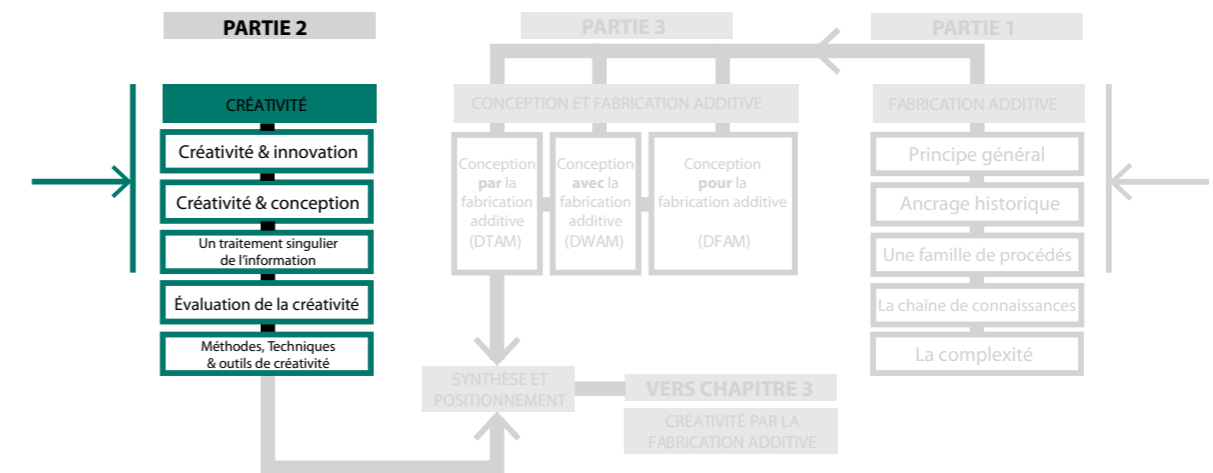 PARTIE 2
CRÉATIVITÉ
Créativité & innovation
Créativité & conception
Un traitement singulier
de l'information
Évaluation de la créativité
Méthodes, Techniques
& outils de créativité
PARTIE 3
CONCEPTION ET FABRICATION ADDITIVE
Conception
par la
fabrication
additive
(DTAM)
Conception
avec la
fabrication
additive
(DWAM)
Conception
pour la
fabrication additive
(DFAM)
SYNTHÈSE ET
POSITIONNEMENT
VERS CHAPITRE 3
CRÉATIVITÉ PAR LA
FABRICATION ADDITIVE
PARTIE 1
FABRICATION ADDITIVE
Principe général
Ancrage historique
Une famille de procédés
La chaîne de connaissances
La complexité